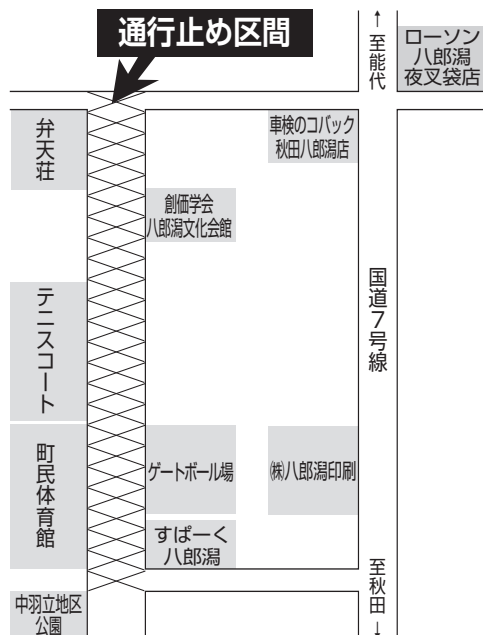 通行止め区間
↑至能代
ローソン
八郎潟
夜叉袋店
弁天荘
車検のコバック
秋田八郎潟店
創価学会
八郎潟文化会館
国道7号線
テニスコート
町民体育館
ゲートボール場
㈱八郎潟印刷
すぱーく
八郎潟
中羽立地区
公園
至秋田↓